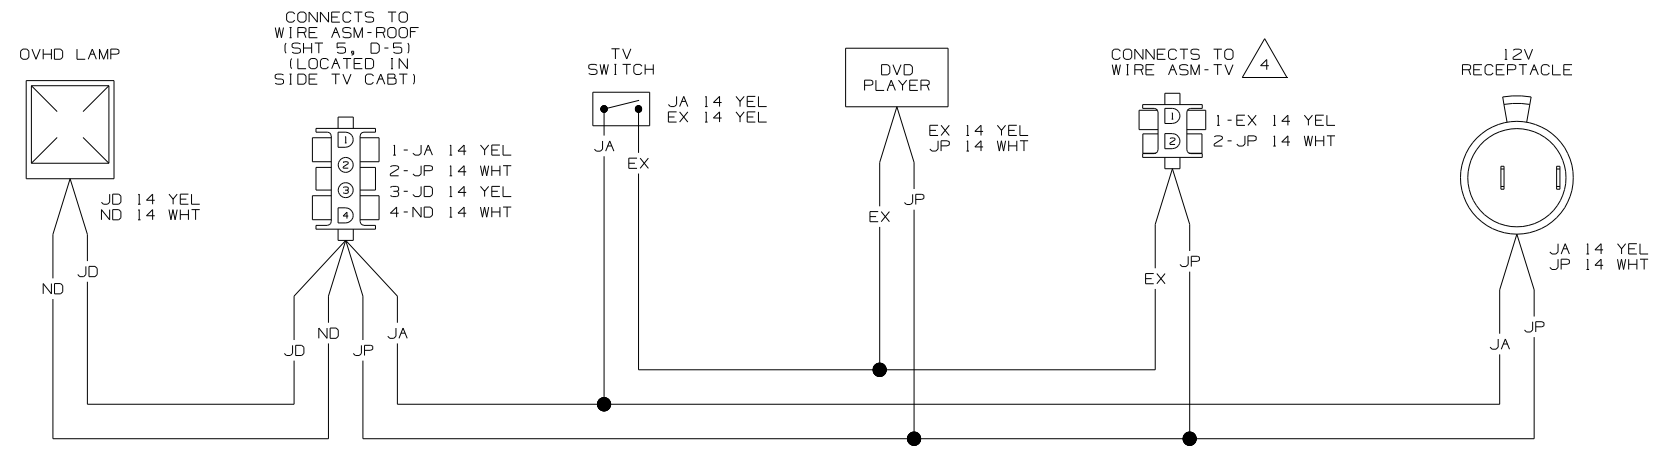 OVHD LAMP
JD 14 YEL
ND 14 WHT
ND
JD
CONNECTS TO
WIRE ASM-ROOF
(SHT 5, D-5)
(LOCATED IN
SIDE TV CABT)
1
2
3
4
1-JA 14 YEL
2-JP 14 WHT
3-JD 14 YEL
4-ND 14 WHT
JD
ND
JP
JA
TV
SWITCH
JA 14 YEL
EX 14 YEL
JA
EX
DVD
PLAYER
EX 14 YEL
JP 14 WHT
EX
JP
CONNECTS TO
WIRE ASM-TV
4
1
2
1-EX 14 YEL
2-JP 14 WHT
EX
JP
12V
RECEPTACLE
JA 14 YEL
JP 14 WHT
JA
JP